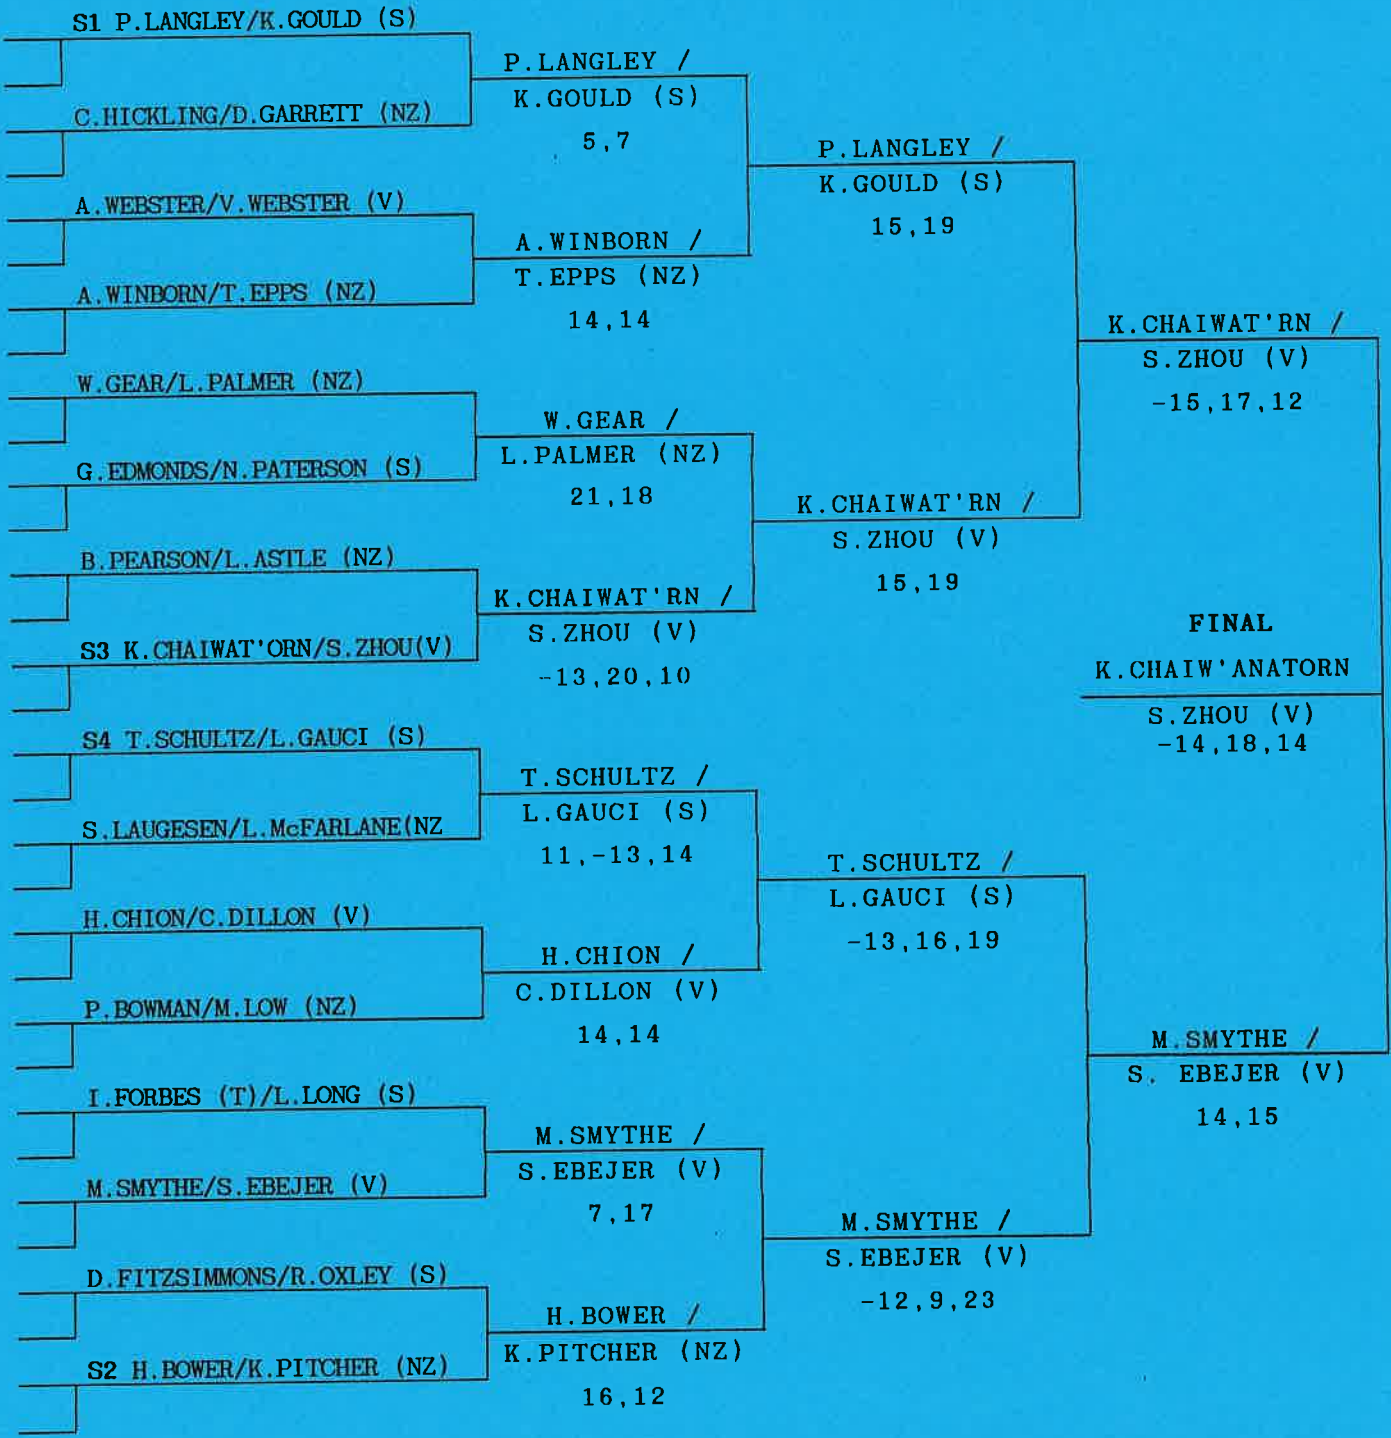 S1 P.LANGLEY/K.GOULD (S)
C.HICKLING/D.GARRETT (NZ)
A.WEBSTER/V.WEBSTER (V)
A.WINBORN/T.EPPS (NZ)
W.GEAR/L.PALMER (NZ)
G.EDMONDS/N.PATERSON (S)
B.PEARSON/L.ASTLE (NZ)
S3 K.CHAIWAT'ORN/S.ZHOU(V)
S4 T.SCHULTZ/L.GAUCI (S)
S.LAUGESEN/L.McFARLANE(NZ
H.CHION/C.DILLON (V)
P.BOWMAN/M.LOW (NZ)
I.FORBES (T)/L.LONG (S)
M.SMYTHE/S.EBEJER (V)
D.FITZSIMMONS/R.OXLEY (S)
S2 H.BOWER/K.PITCHER (NZ)
P.LANGLEY /
K.GOULD (S)
5,7
A.WINBORN /
T.EPPS (NZ)
14,14
W.GEAR /
L.PALMER (NZ)
21,18
K.CHAIWAT'RN /
S.ZHOU (V)
-13,20,10
T.SCHULTZ /
L.GAUCI (S)
11,-13,14
H.CHION /
C.DILLON (V)
14,14
M.SMYTHE /
S.EBEJER (V)
7,17
H.BOWER /
K.PITCHER (NZ)
16,12
P.LANGLEY /
K.GOULD (S)
15,19
K.CHAIWAT'RN /
S.ZHOU (V)
15,19
T.SCHULTZ /
L.GAUCI (S)
-13,16,19
M.SMYTHE /
S.EBEJER (V)
-12,9,23
K.CHAIWAT'RN /
S.ZHOU (V)
-15,17,12
M.SMYTHE /
S. EBEJER (V)
14,15
FINAL
K.CHAIW'ANATORN
S.ZHOU (V)
-14,18,14